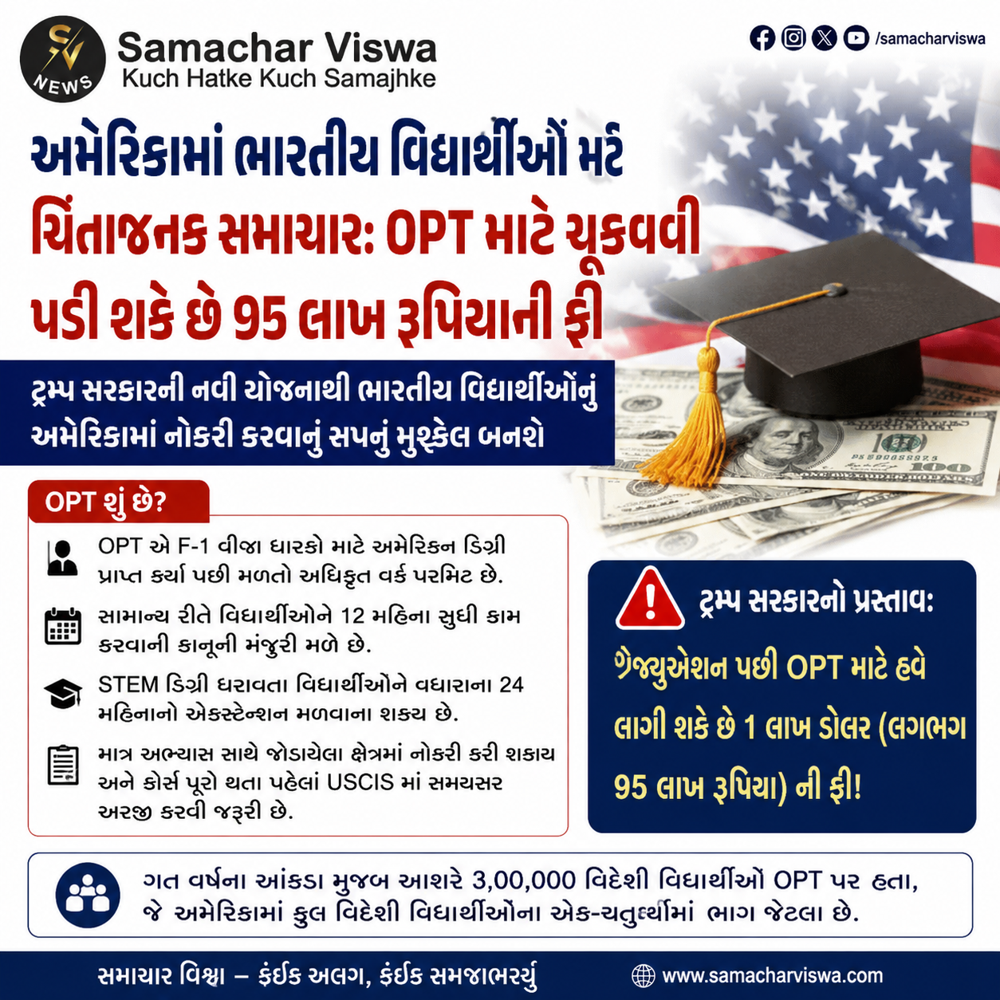 SV
NEWS
Samachar Viswa
Kuch Hatke Kuch Samajhke
/samacharviswa
અમેરિકામાં ભારતીય વિદ્યાર્થીઓ
ચિંતાજનક સમાચાર: OPT માટે ચૂકવવી
પડી શકે છે 95 લાખ રૂપિયાની ફી
ટ્રમ્પ સરકારની નવી યોજનાથી ભારતીય વિદ્યાર્થીઓનું
અમેરિકામાં નોકરી કરવાનું સપનું મુશ્કેલ બનશે
OPT શું છે?
OPT એ F-1 વીજા ધારકો માટે અમેરિકન ડિગ્રી
પ્રાપ્ત કર્યા પછી મળતો અધિકૃત વર્ક પરમિટ છે.
સામાન્ય રીતે વિદ્યાર્થીઓને 12 મહિના સુધી કામ
કરવાની કાનૂની મંજુરી મળે છે.
STEM ડિગ્રી ધરાવતા વિદ્યાર્થીઓને વધારાના 24
મહિનાનો એક્સ્ટેન્શન મળવાના શક્ય છે.
માત્ર અભ્યાસ સાથે જોડાયેલા ક્ષેત્રમાં નોકરી કરી શકાય
અને કોર્સ પૂરો થતા પહેલાં USCIS માં સમયસર
અરજી કરવી જરૂરી છે.
ટ્રમ્પ સરકારનો પ્રસ્તાવ:
ગ્રેજ્યુએશન પછી OPT માટે હવે
લાગી શકે છે 1 લાખ ડોલર (લગભગ
95 લાખ રૂપિયા) ની ફી!
100
ગત વર્ષના આંકડા મુજબ આશરે 3,00,000 વિદેશી વિદ્યાર્થીઓ OPT પર હતા,
જે અમેરિકામાં કુલ વિદેશી વિદ્યાર્થીઓના ભાગ જેટલા છે.
સમાચાર વિશ્વા – કંઈક અલગ, કંઈક સમજાભર્યુ
www.samacharviswa.com